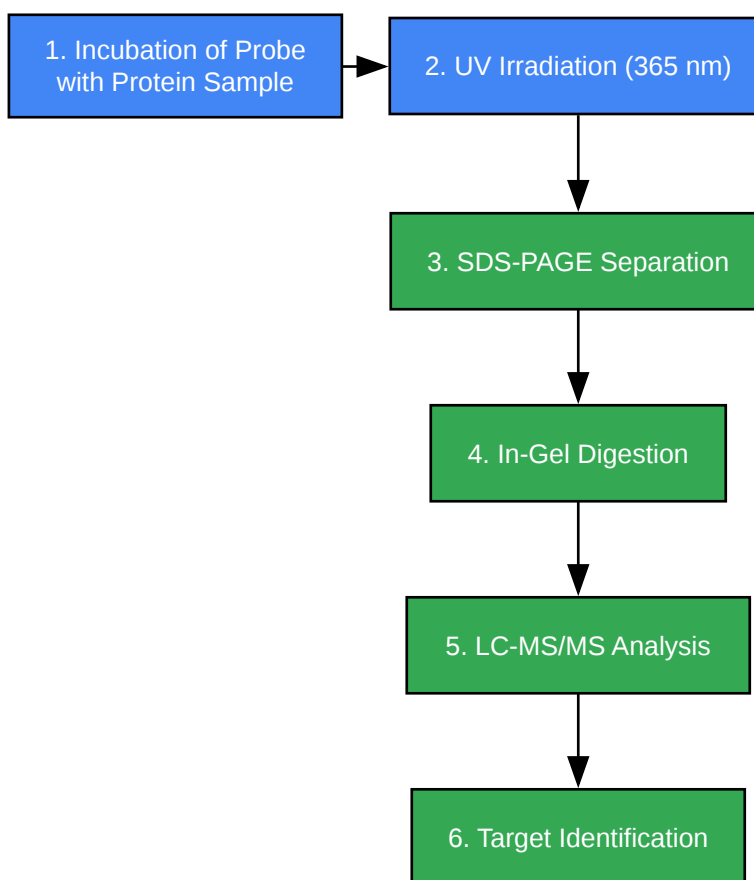 1. Incubation of Probe
with Protein Sample
2. UV Irradiation (365 nm)
3. SDS-PAGE Separation
4. In-Gel Digestion
5. LC-MS/MS Analysis
6. Target Identification